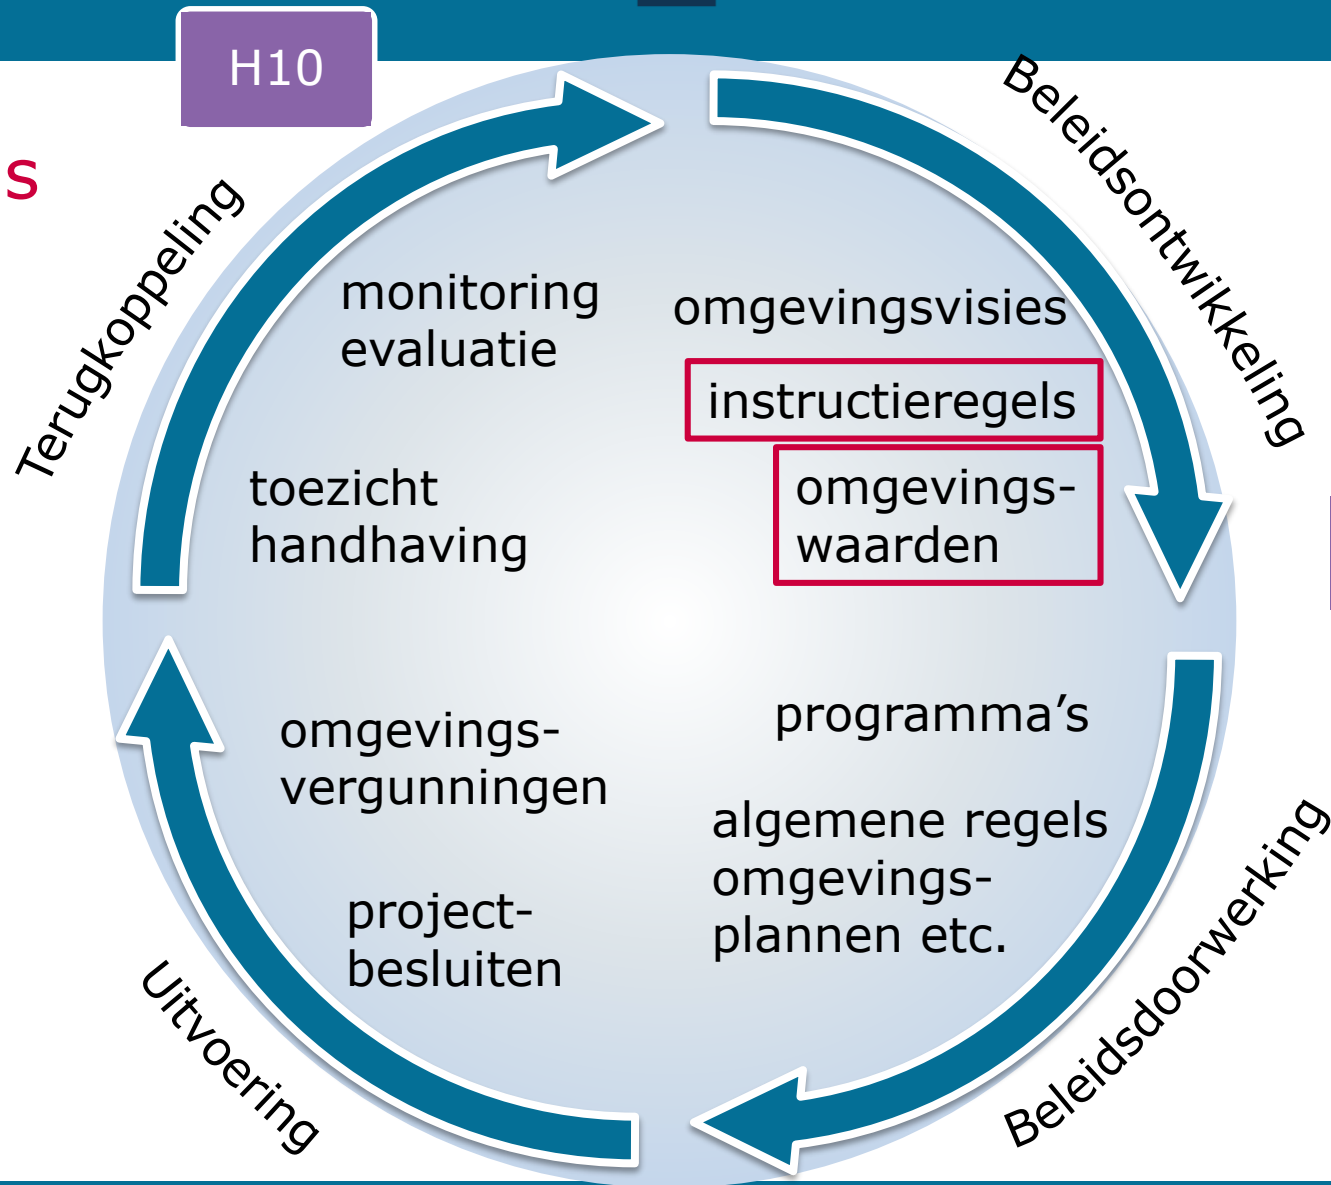 H10
s
Beleidsontwikkeling
Terugkoppeling
monitoring
evaluatie
omgevingsvisies
instructieregels
omgevings-
waarden
toezicht
handhaving
programma’s
omgevings-
vergunningen
algemene regels
omgevings-
plannen etc.
project-
besluiten
Uitvoering
Beleidsdoorwerking